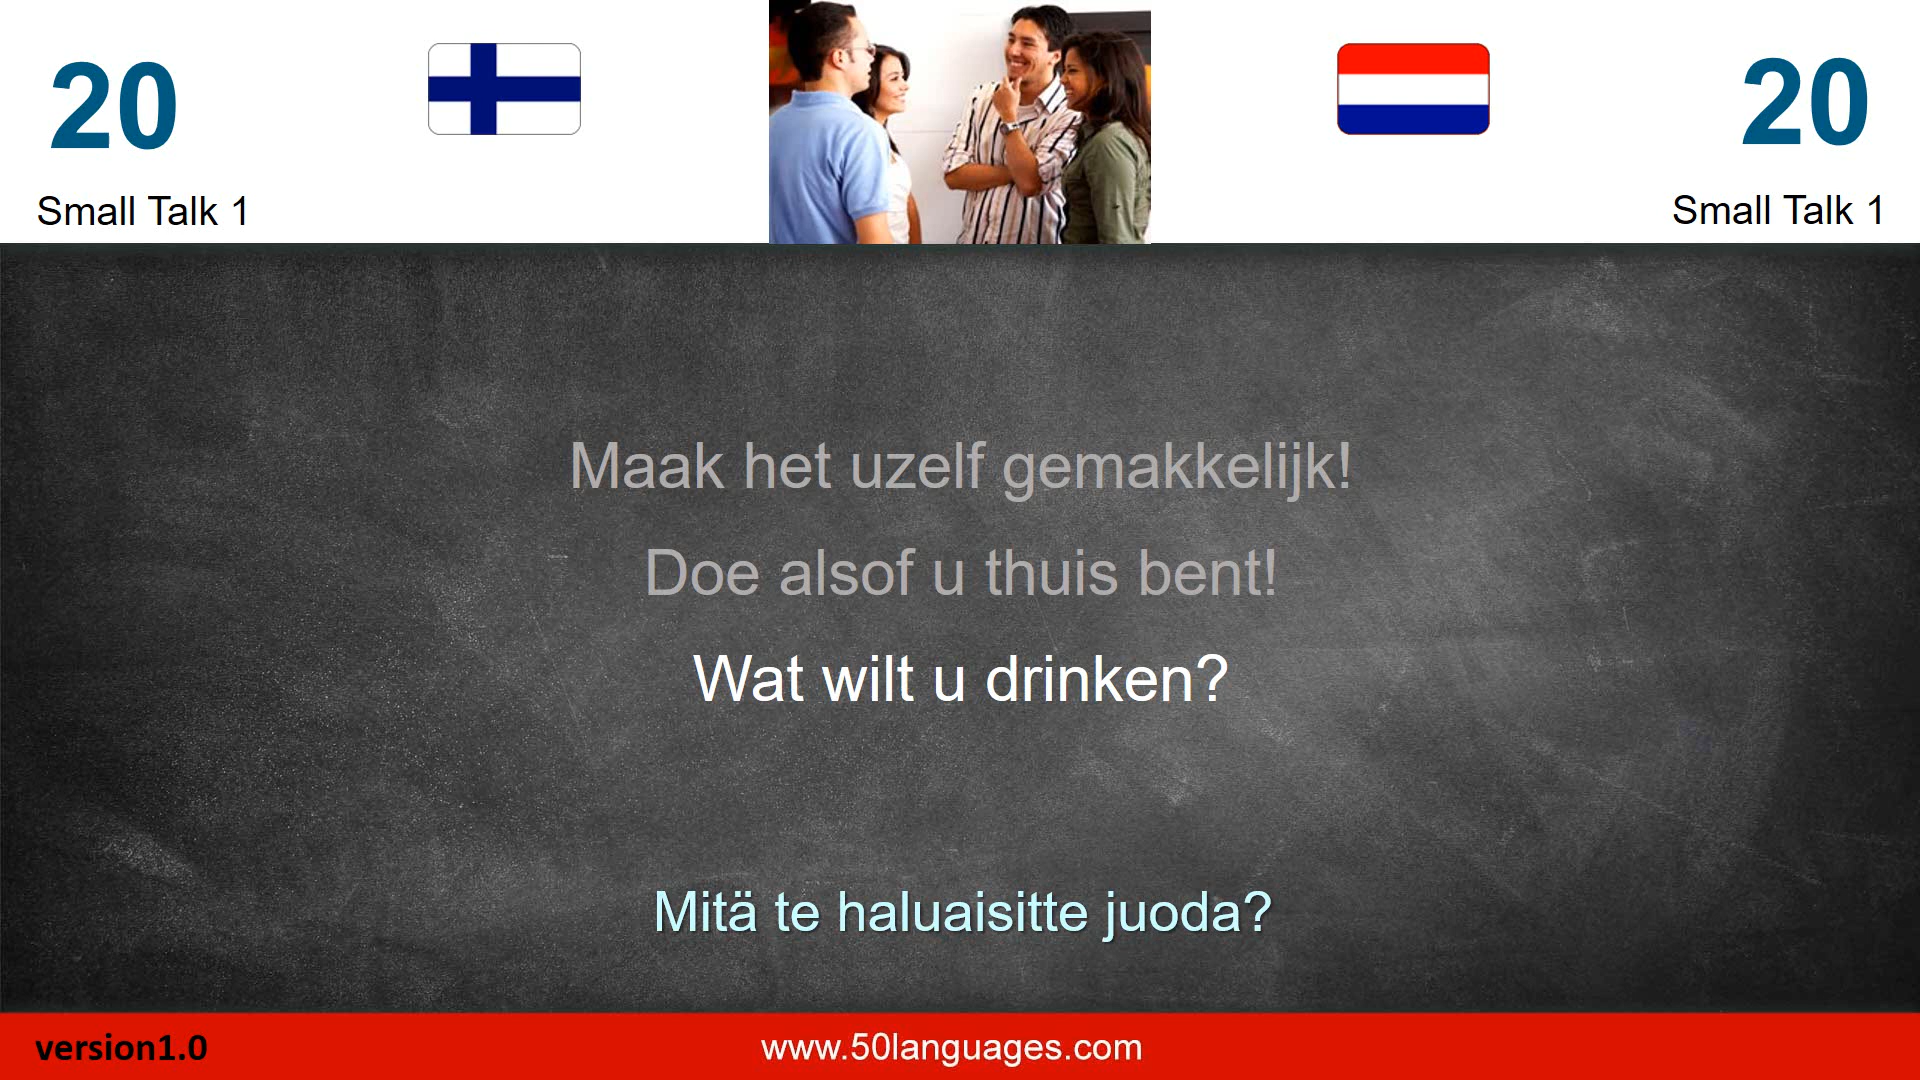 20
20
Small Talk 1
Small Talk 1
Maak het uzelf gemakkelijk!
Doe alsof u thuis bent!
Wat wilt u drinken?
Mitä te haluaisitte juoda?
version1.0
www.50languages.com